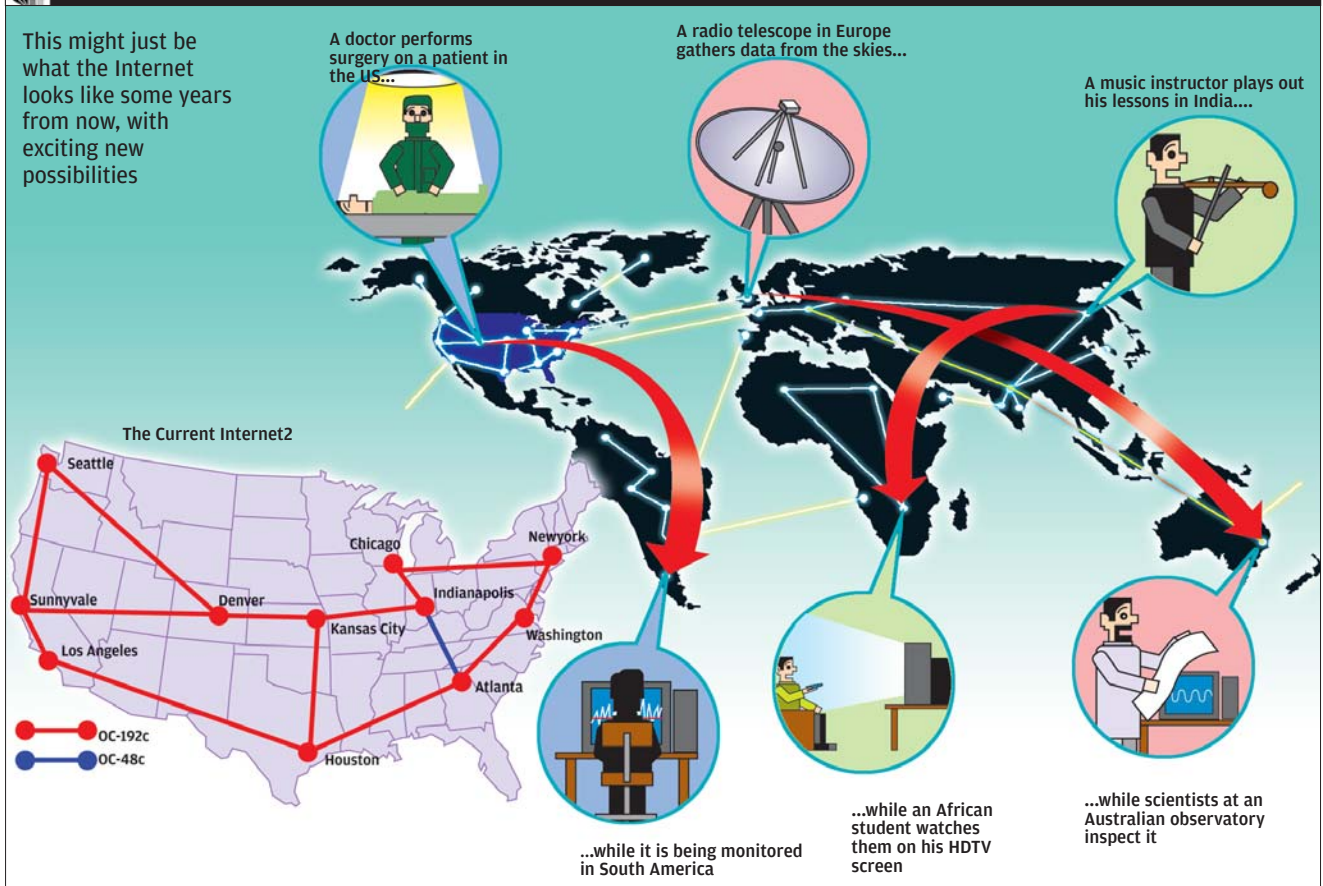 This might just be
what the Internet
looks like some years
from now, with
exciting new
possibilities
A doctor performs
surgery on a patient in
the US...
A radio telescope in Europe
gathers data from the skies...
A music instructor plays out
his lessons in India....
The Current Internet2
Seattle
Chicago
Newyork
Sunnyvale
Denver
Indianapolis
Kansas City
Washington
Los Angeles
Atlanta
Houston
OC-192c
OC-48c
...while it is being monitored
in South America
...while an African
student watches
them on his HDTV
screen
...while scientists at an
Australian observatory
inspect it